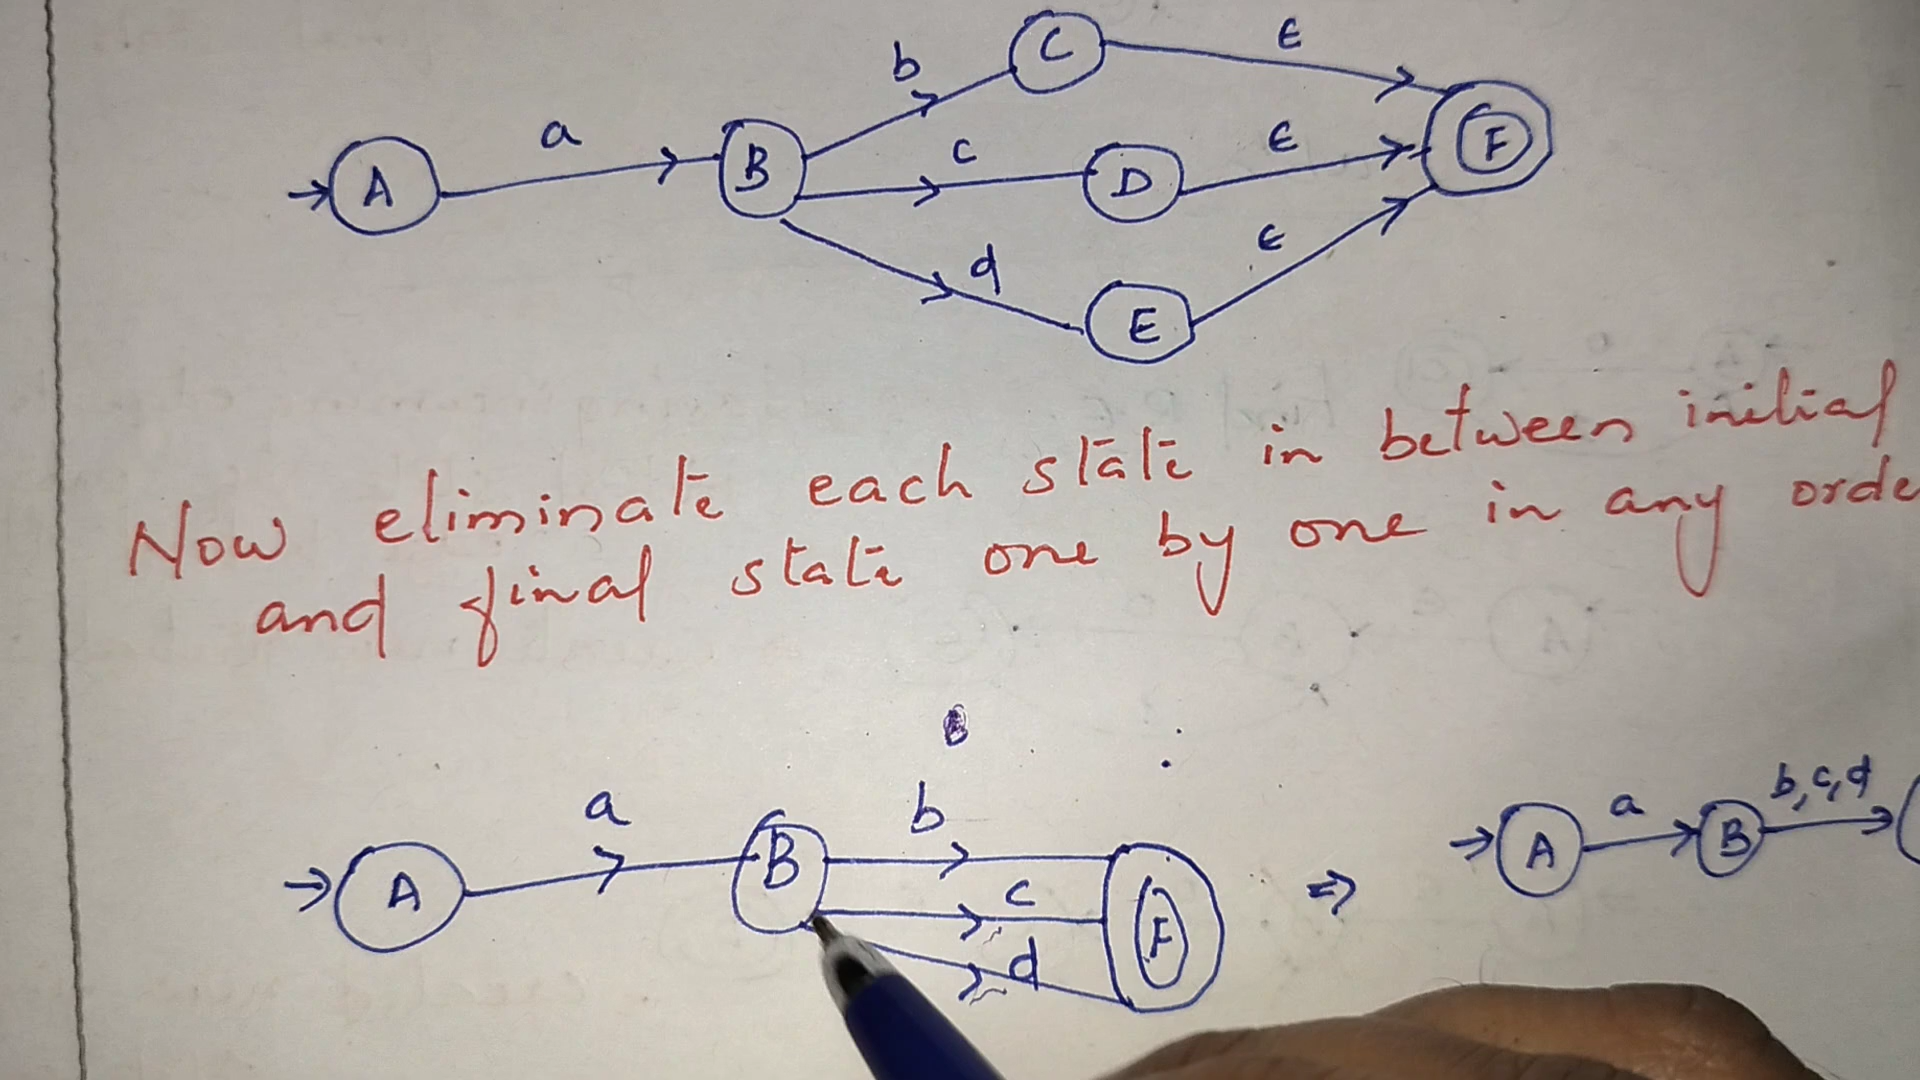 b C ϵ
A a B c D ϵ F
d E ϵ
Now eliminate each state in between initial
and final state one by one in any orde
A a B b c d F ⇒ A a B b,c,d